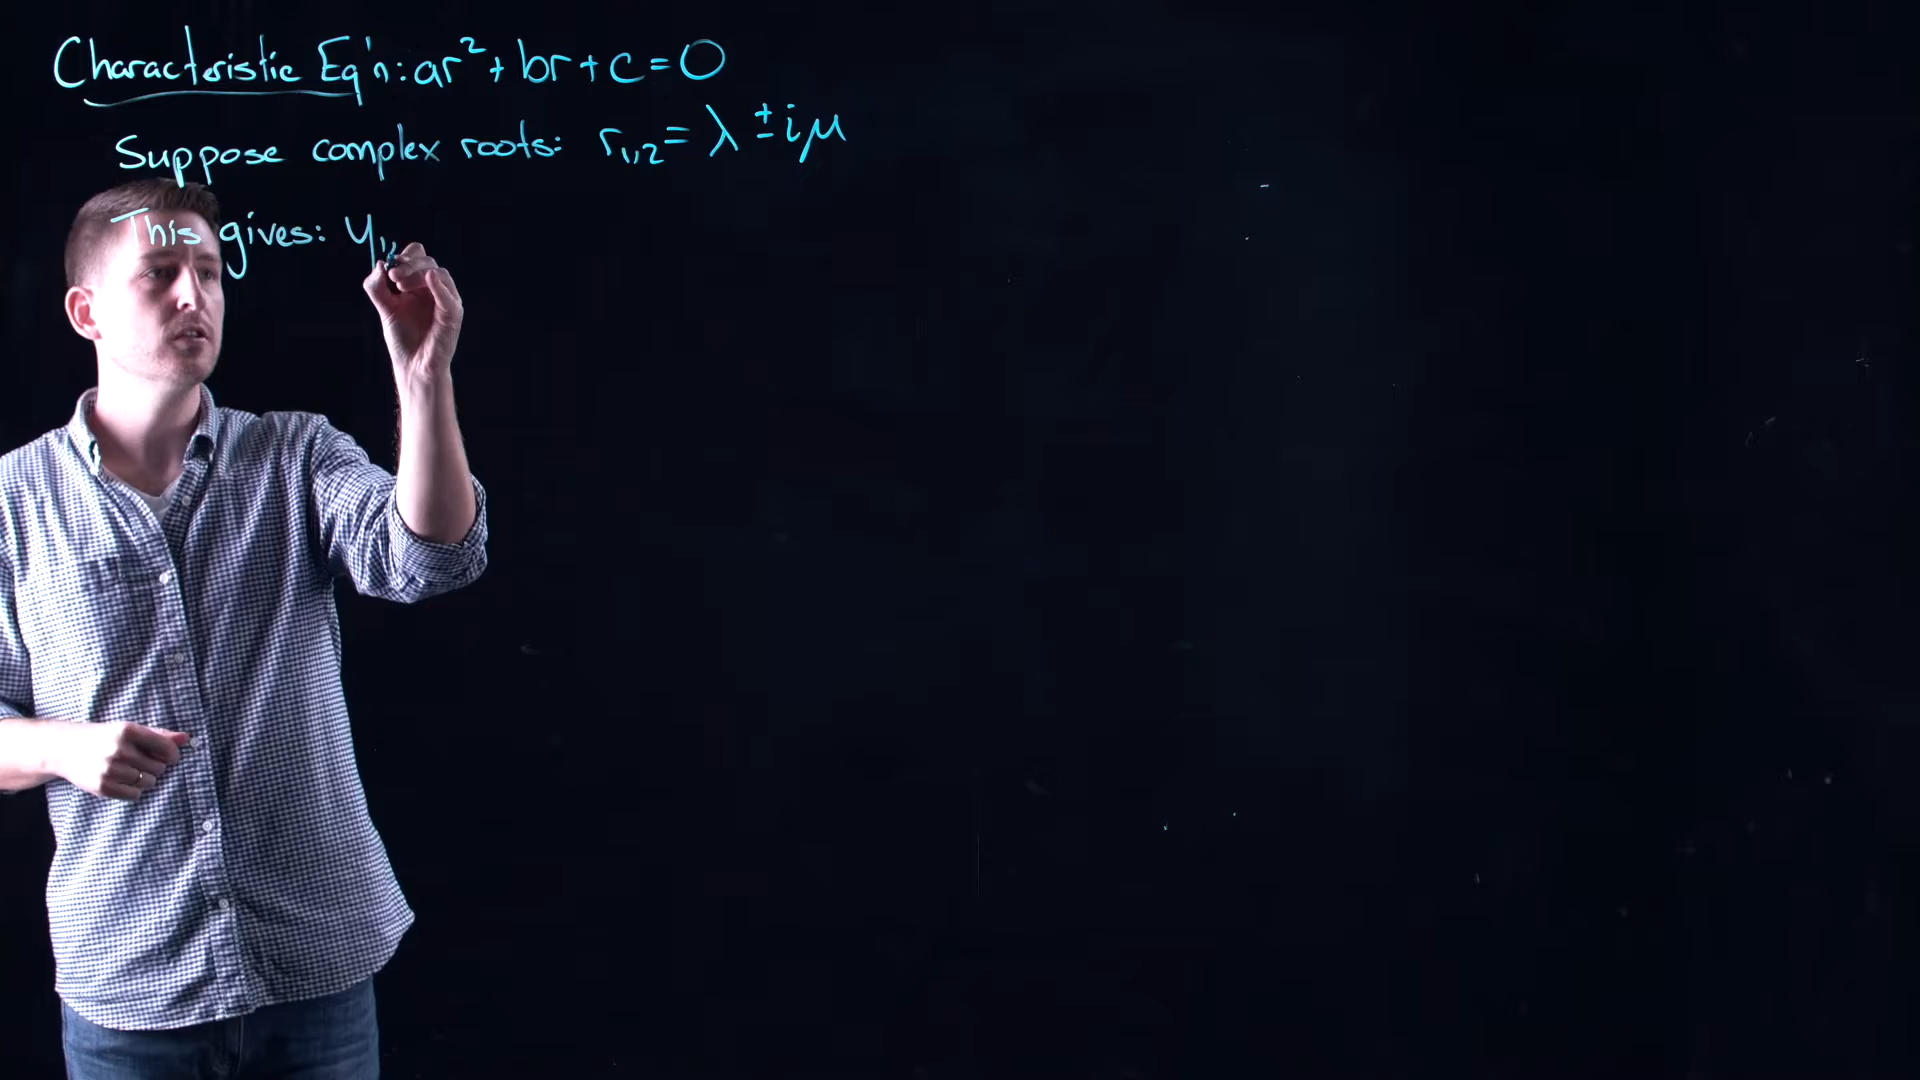 Characteristic Eq'n: ar² + br + c = 0
Suppose complex roots: r₁,₂ = λ ± iμ
This gives: y₁,